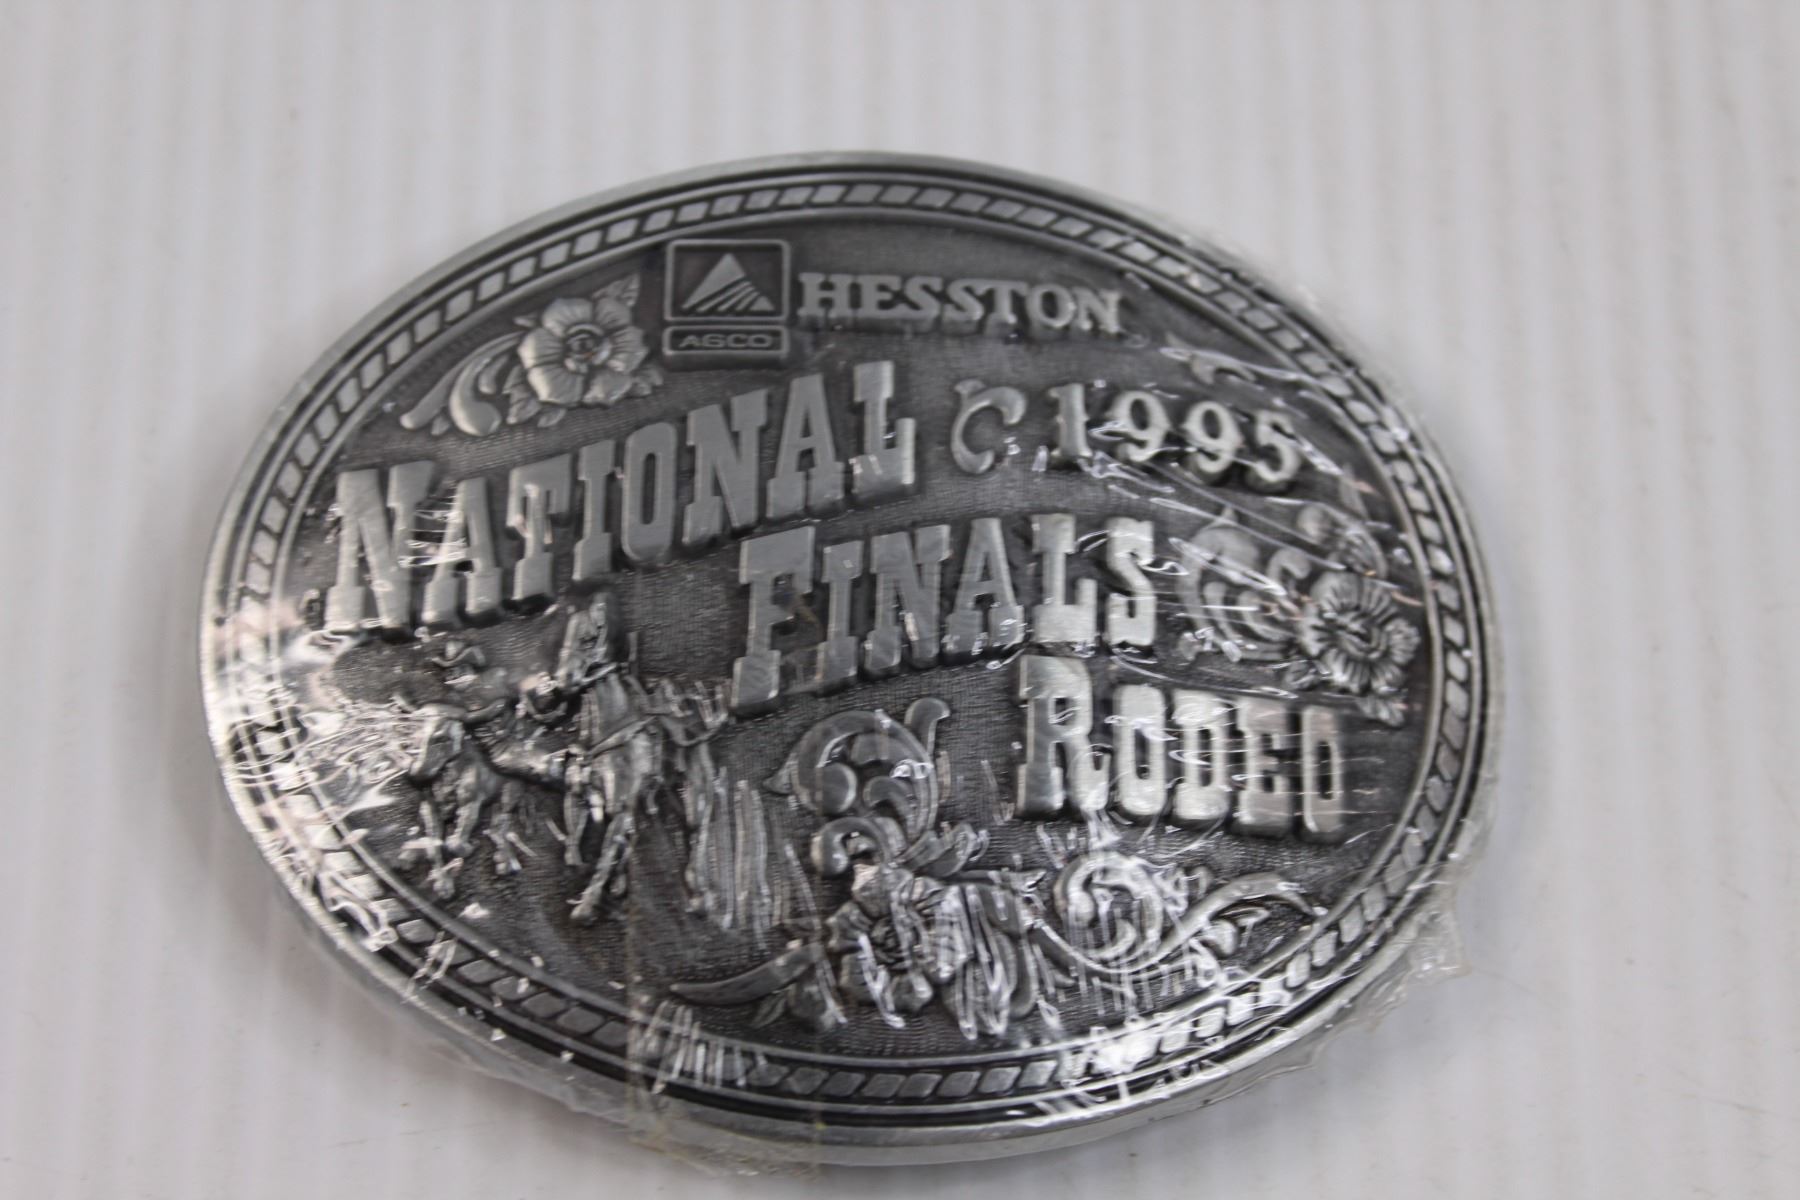 HESSTON
AGCO
NATIONAL 1995
FINALS
RODEO